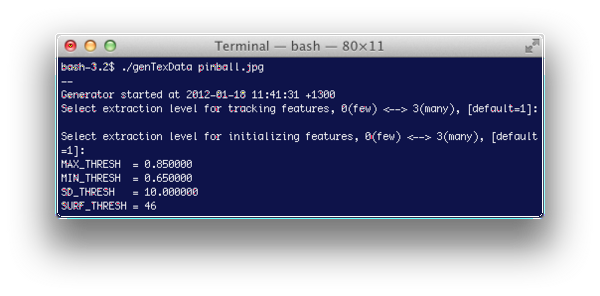 Terminal — bash — 80×11
bash-3.2$ ./genTexData pinball.jpg
--
Generator started at 2012-01-18 11:41:31 +1300
Select extraction level for tracking features, 0(few) <--> 3(many), [default=1]:
Select extraction level for initializing features, 0(few) <--> 3(many), [default
=1]:
MAX_THRESH  = 0.850000
MIN_THRESH  = 0.650000
SD_THRESH   = 10.000000
SURF_THRESH = 46